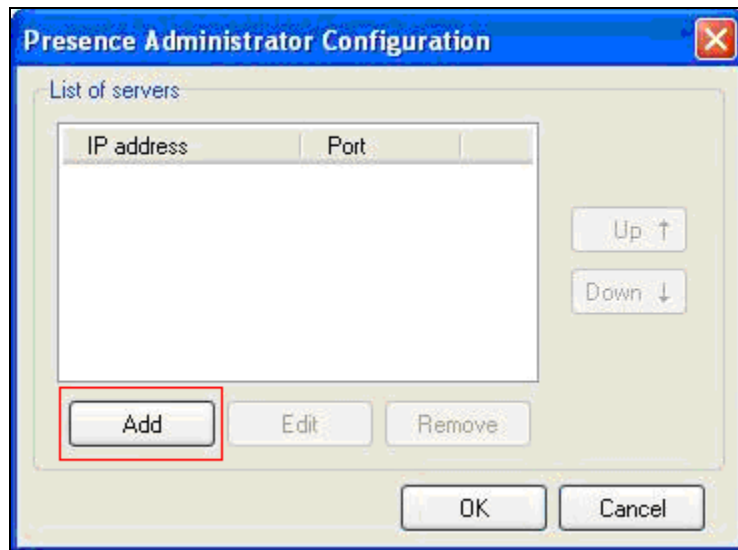 Presence Administrator Configuration
List of servers
IP address Port
Up ↑
Down ↓
Add Edit Remove
OK Cancel